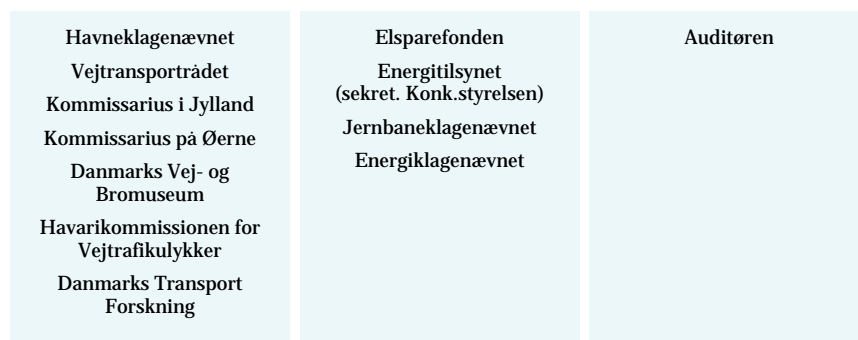 Havneklagenævnet
Vejtransportrådet
Kommissarius i Jylland
Kommissarius på Øerne
Danmarks Vej- og
Bromuseum
Havarikommissionen for
Vejtrafikulykker
Danmarks Transport
Forskning
Elsparefonden
Energitilsynet
(sekret. Konk.styrelsen)
Jernbaneklagenævnet
Energiklagenævnet
Auditøren